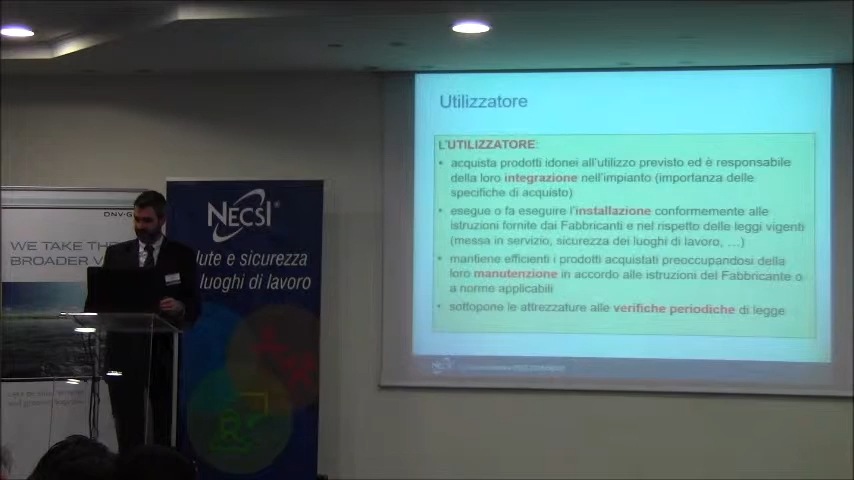 Utilizzatore
L'UTILIZZATORE:
• acquista prodotti idonei all'utilizzo previsto ed è responsabile
della loro integrazione nell'impianto (importanza delle
specifiche di acquisto)
• esegue o fa eseguire l'installazione conformemente alle
istruzioni fornite dai Fabbricanti e nel rispetto delle leggi vigenti
(messa in servizio, sicurezza dei luoghi di lavoro, …)
• mantiene efficienti i prodotti acquistati preoccupandosi della
loro manutenzione in accordo alle istruzioni del Fabbricante o
a norme applicabili
• sottopone le attrezzature alle verifiche periodiche di legge
NECSI
DNV·G
WE TAKE THE
BROADER V
NECSI®
lute e sicurezza
luoghi di lavoro